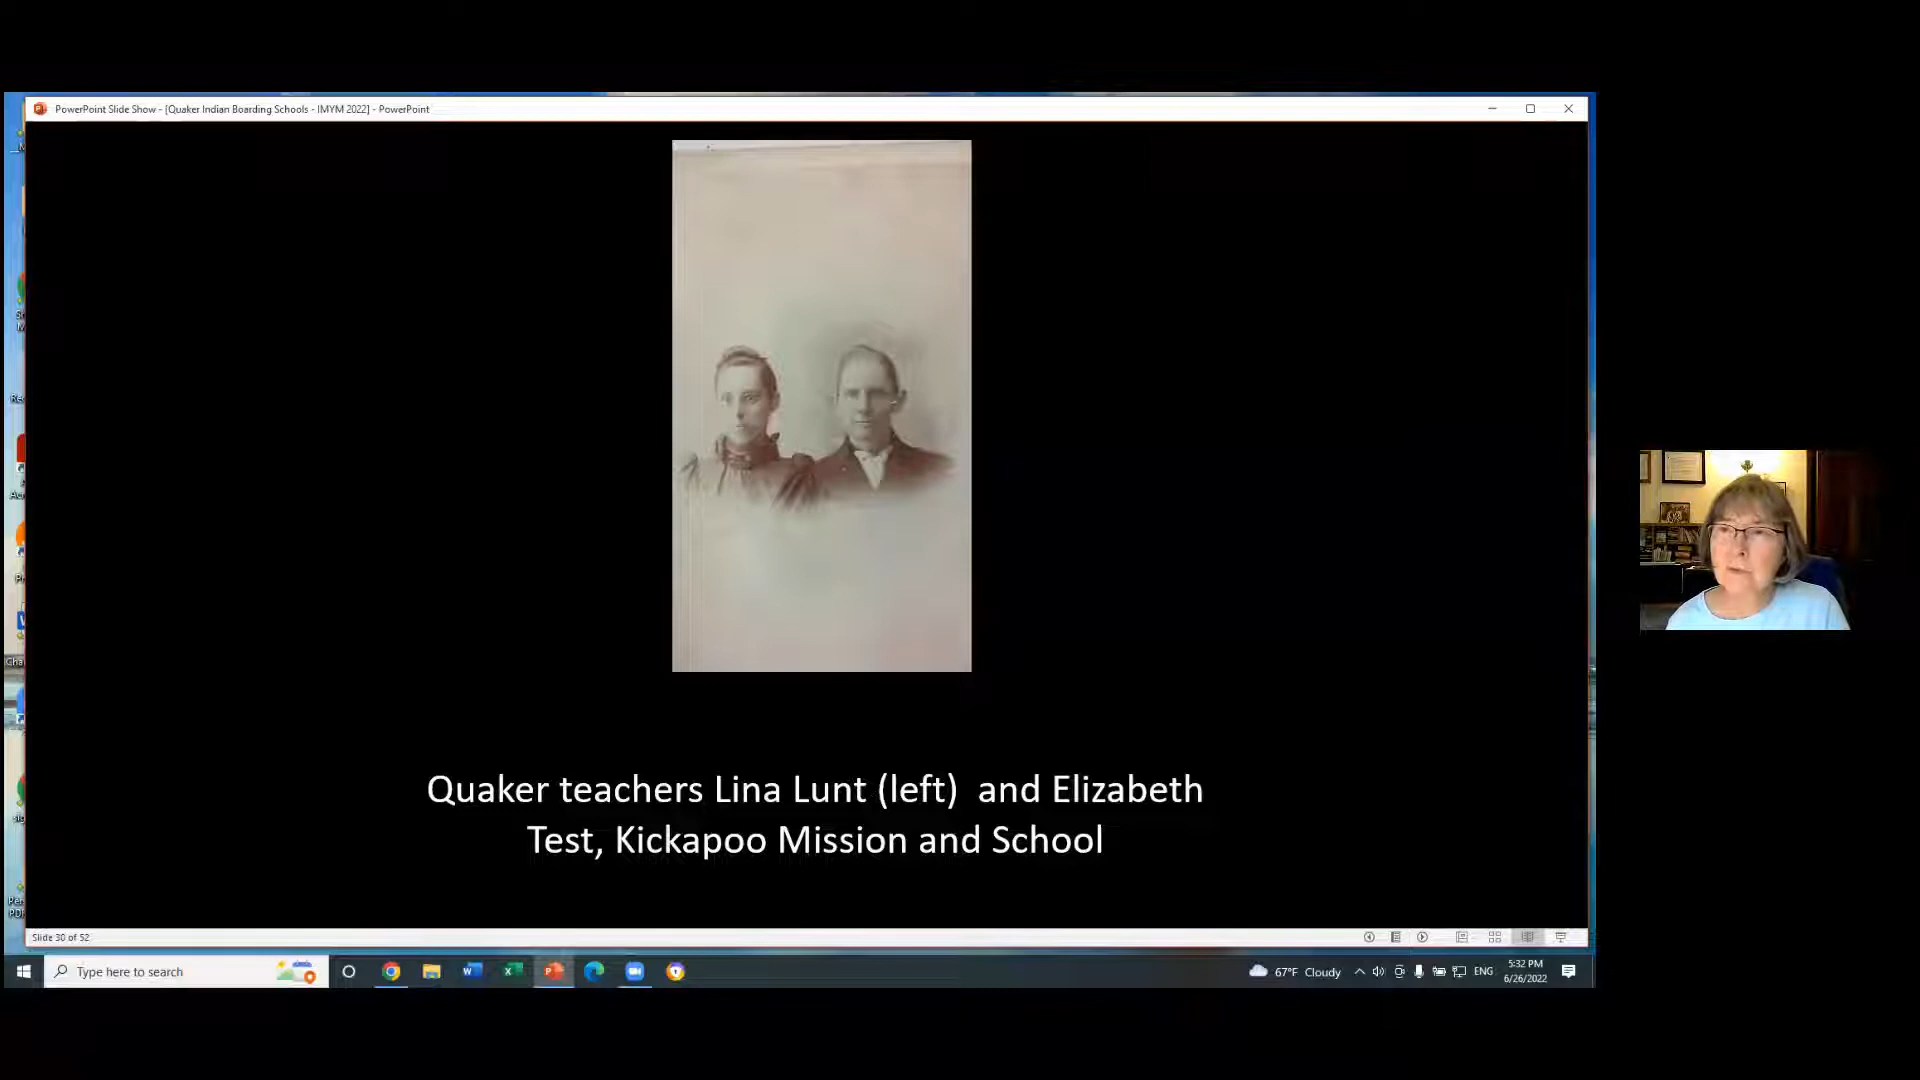 PowerPoint Slide Show - [Quaker Indian Boarding Schools - IMYM 2022] - PowerPoint
Quaker teachers Lina Lunt (left)  and Elizabeth
Test, Kickapoo Mission and School
Slide 30 of 52
Type here to search
67°F Cloudy
ENG
5:32 PM
6/26/2022